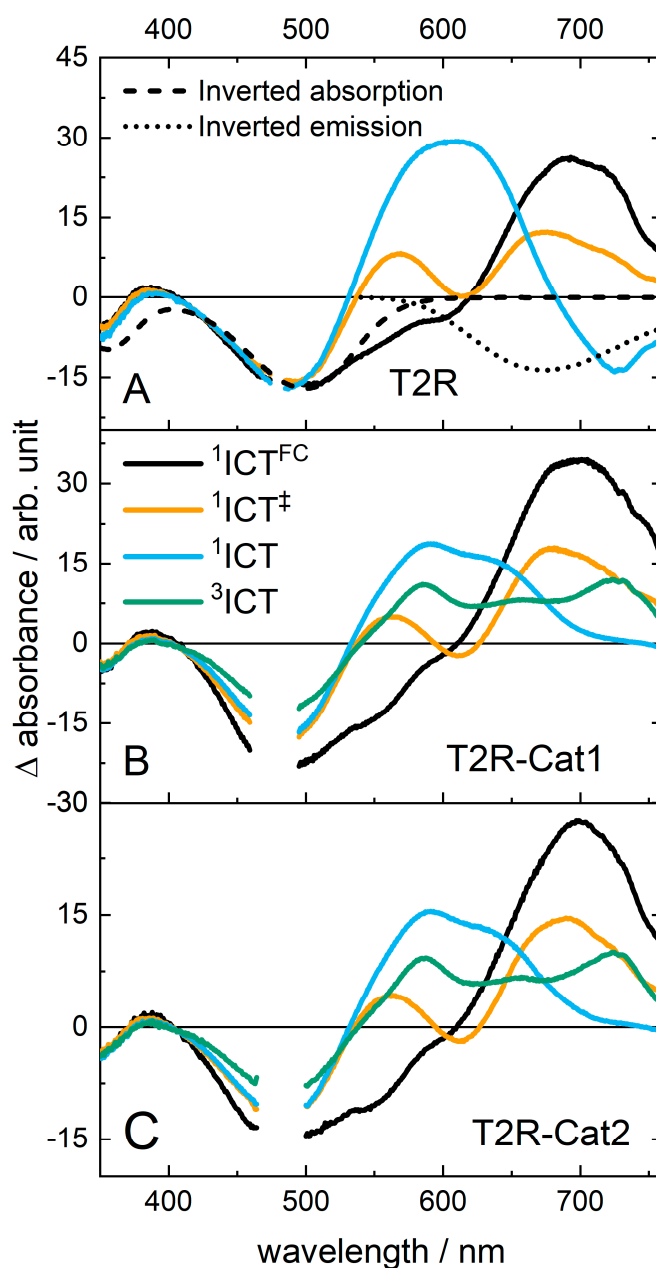 400 500 600 700
45
30
15
0
-15
Inverted absorption
Inverted emission
A
T2R
30
15
0
-15
-30
¹ICTᶠᶜ
¹ICT‡
¹ICT
³ICT
B
T2R-Cat1
15
0
-15
C
T2R-Cat2
Δ absorbance / arb. unit
400 500 600 700
wavelength / nm